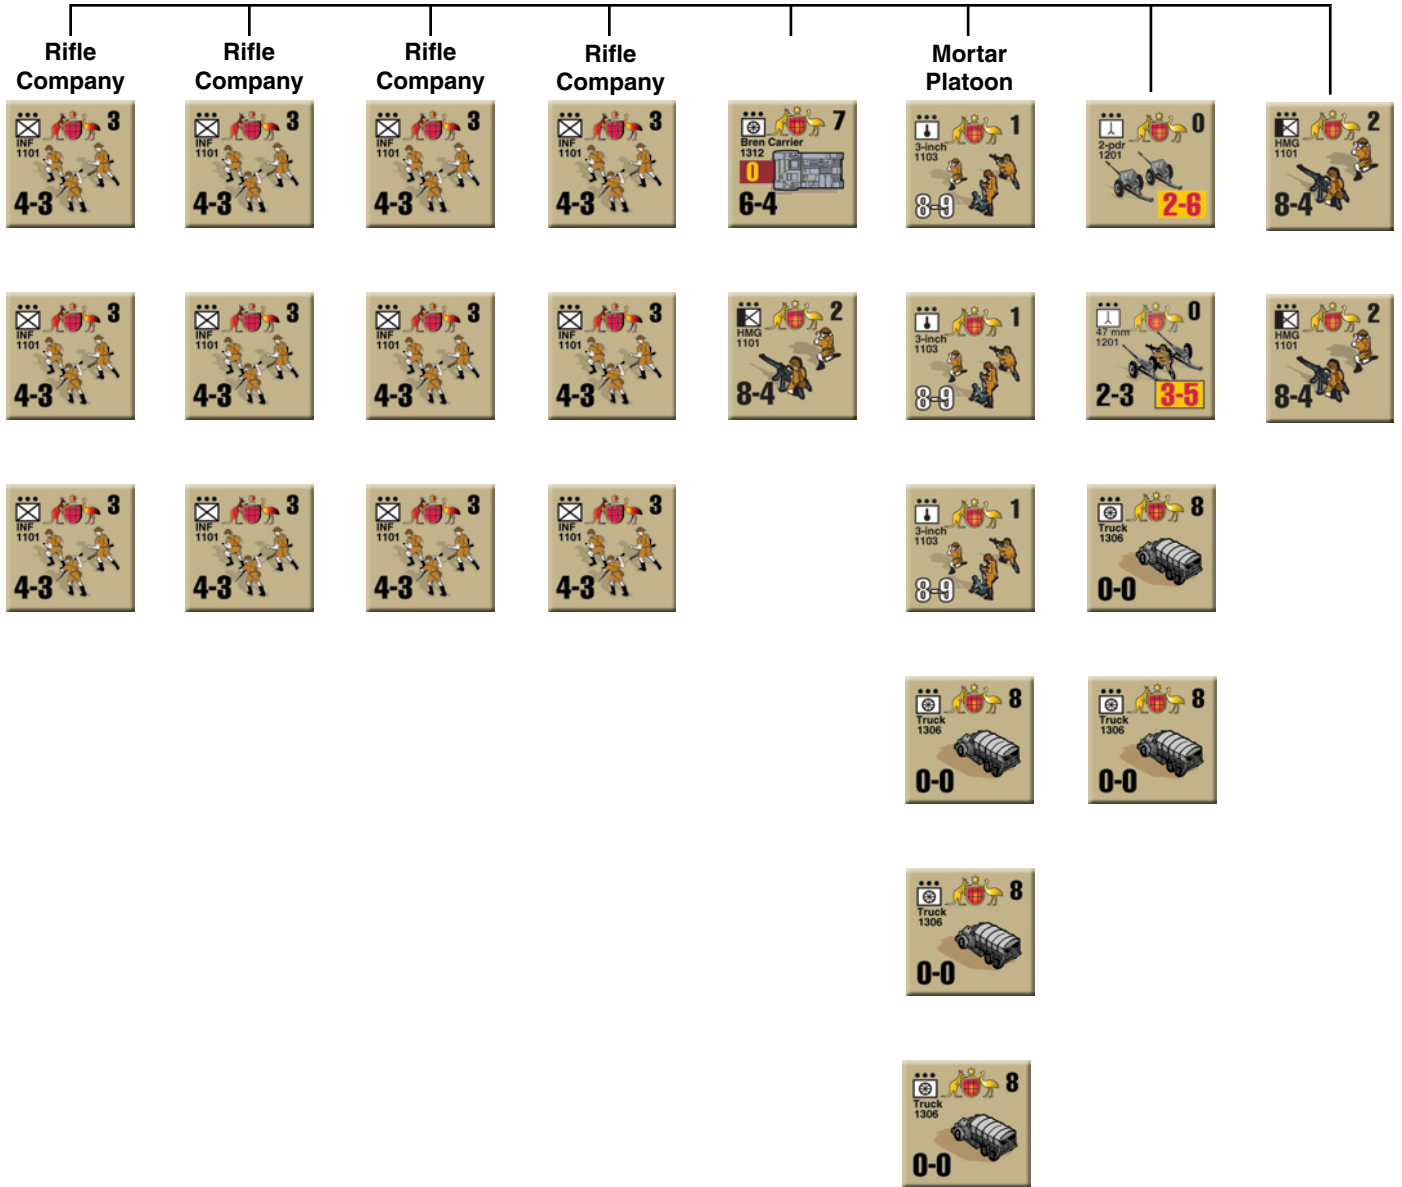 Rifle
Company
Rifle
Company
Rifle
Company
Rifle
Company
Mortar
Platoon
3
INF
1101
4-3
3
INF
1101
4-3
3
INF
1101
4-3
3
INF
1101
4-3
7
Bren Carrier
1312
0
6-4
1
3-inch
1103
8-9
0
2-pdr
1201
2-6
2
HMG
1101
8-4
3
INF
1101
4-3
3
INF
1101
4-3
3
INF
1101
4-3
3
INF
1101
4-3
2
HMG
1101
8-4
1
3-inch
1103
8-9
0
47 mm
1201
2-3 3-5
2
HMG
1101
8-4
3
INF
1101
4-3
3
INF
1101
4-3
3
INF
1101
4-3
3
INF
1101
4-3
1
3-inch
1103
8-9
8
Truck
1306
0-0
8
Truck
1306
0-0
8
Truck
1306
0-0
8
Truck
1306
0-0
8
Truck
1306
0-0